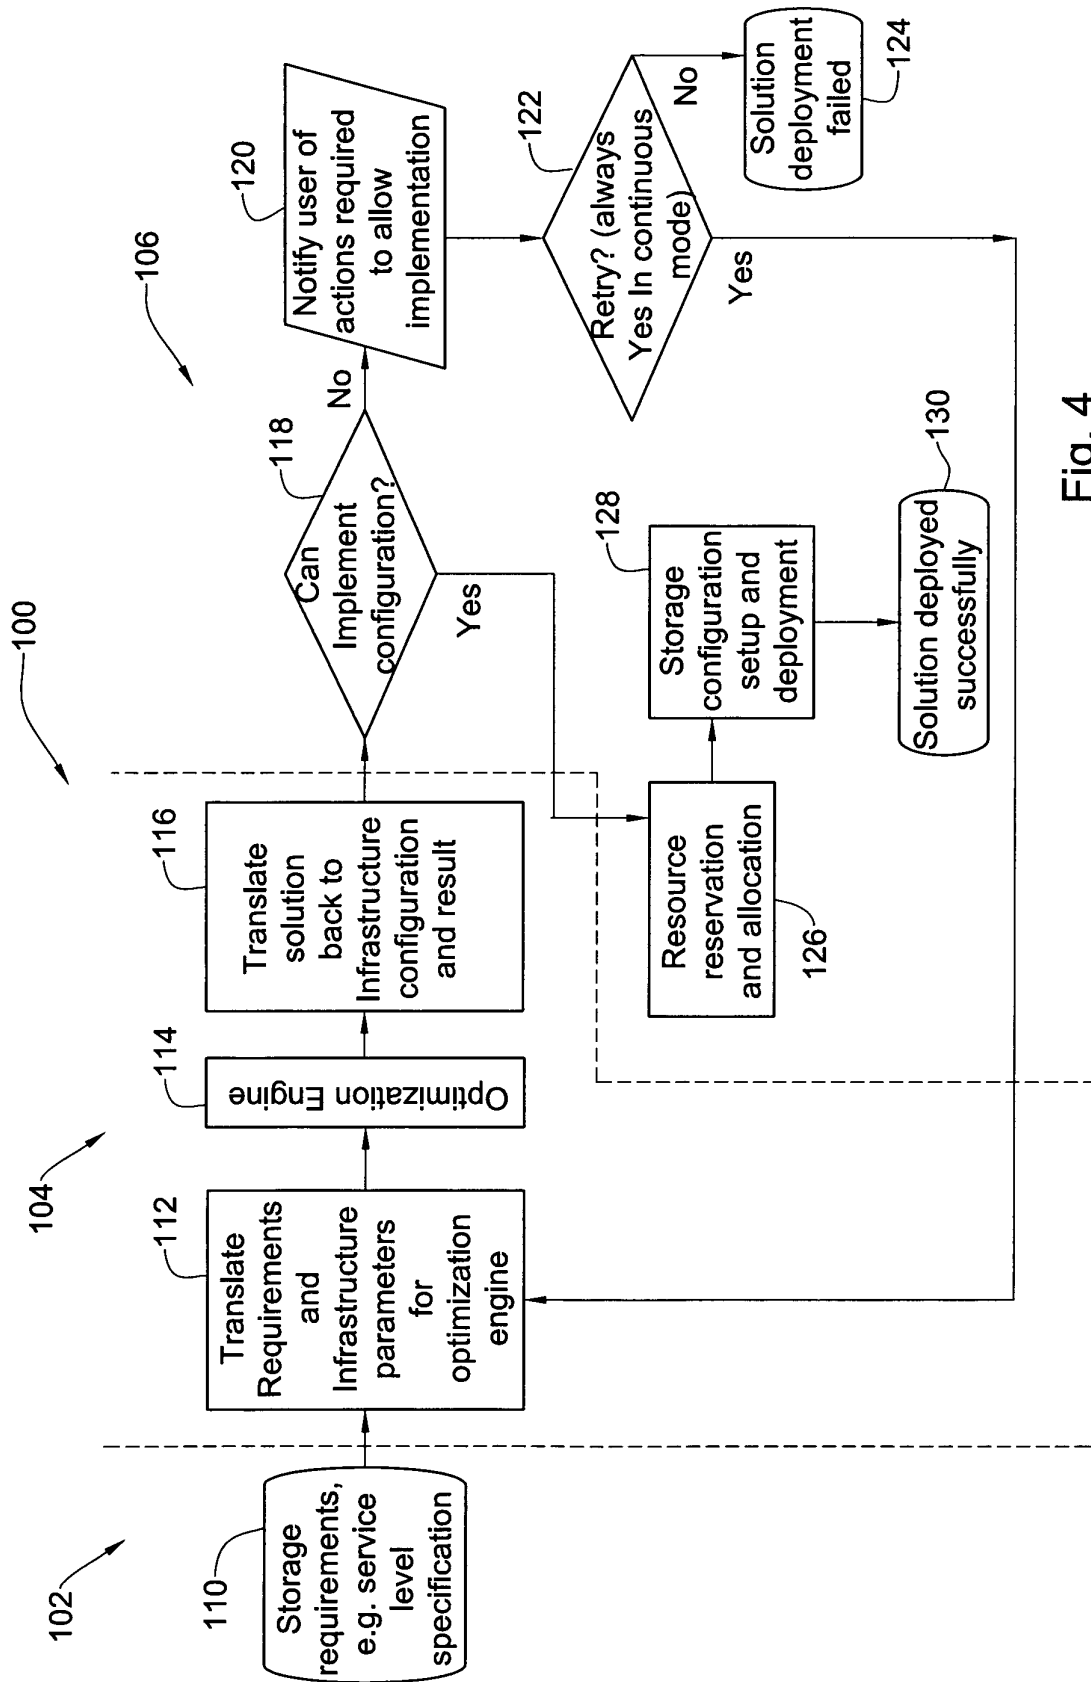 100
102
104
106
110
Storage
requirements,
e.g. service
level
specification
112
Translate
Requirements
and
Infrastructure
parameters
for
optimization
engine
114
Optimization Engine
116
Translate
solution
back to
Infrastructure
configuration
and result
118
Can
Implement
configuration?
No
Yes
120
Notify user of
actions required
to allow
implementation
122
Retry? (always
Yes In continuous
mode)
No
Yes
Solution
deployment
failed
124
Resource
reservation
and allocation
126
128
Storage
configuration
setup and
deployment
Solution deployed
successfully
130
Fig. 4